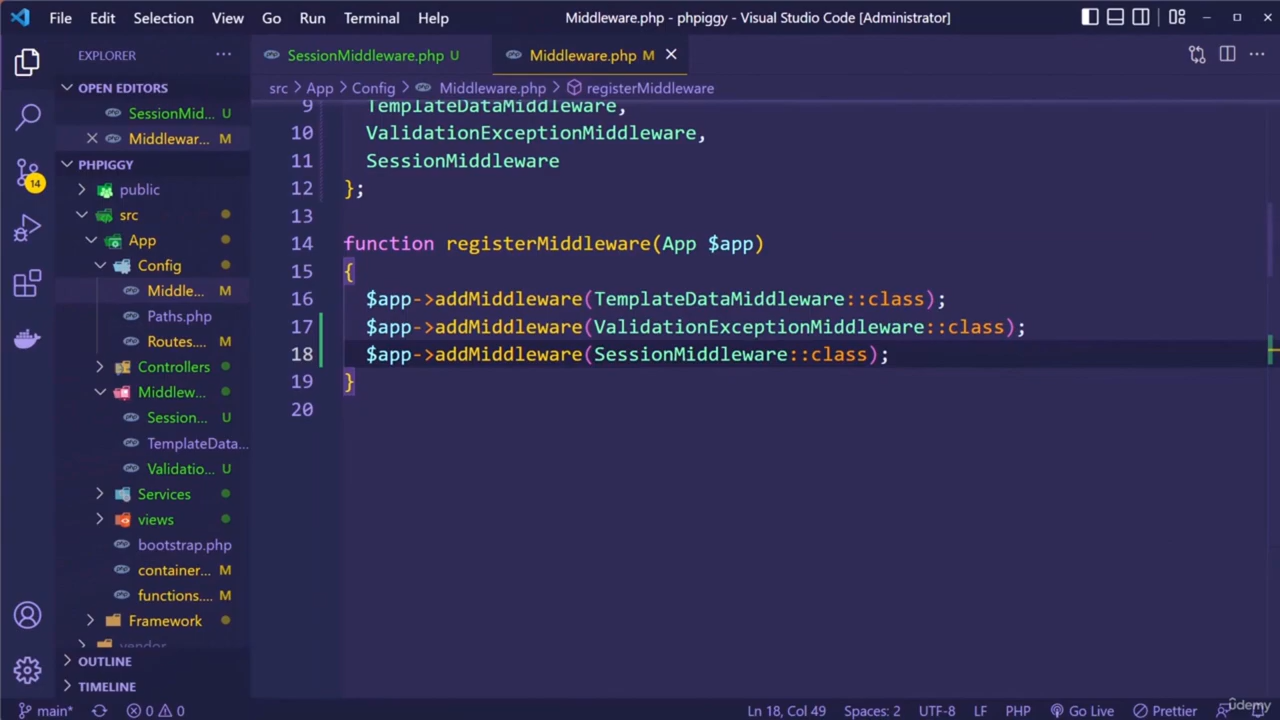 File Edit Selection View Go Run Terminal Help Middleware.php - phpiggy - Visual Studio Code [Administrator]
EXPLORER ...
SessionMiddleware.php U
Middleware.php M
src > App > Config > Middleware.php > registerMiddleware
OPEN EDITORS
SessionMid... U
Middlewar... M
PHPIGGY
public
src
App
Config
Middle... M
Paths.php
Routes.... M
Controllers
Middlew...
Session... U
TemplateData...
Validatio... U
Services
views
bootstrap.php
container... M
functions.... M
Framework
vendor
OUTLINE
TIMELINE
14
9 TemplateDataMiddleware,
10 ValidationExceptionMiddleware,
11 SessionMiddleware
12 };
13
14 function registerMiddleware(App $app)
15 {
16 $app->addMiddleware(TemplateDataMiddleware::class);
17 $app->addMiddleware(ValidationExceptionMiddleware::class);
18 $app->addMiddleware(SessionMiddleware::class);
19 }
20
main* 0 0 Ln 18, Col 49 Spaces: 2 UTF-8 LF PHP Go Live Prettier
ûdemy